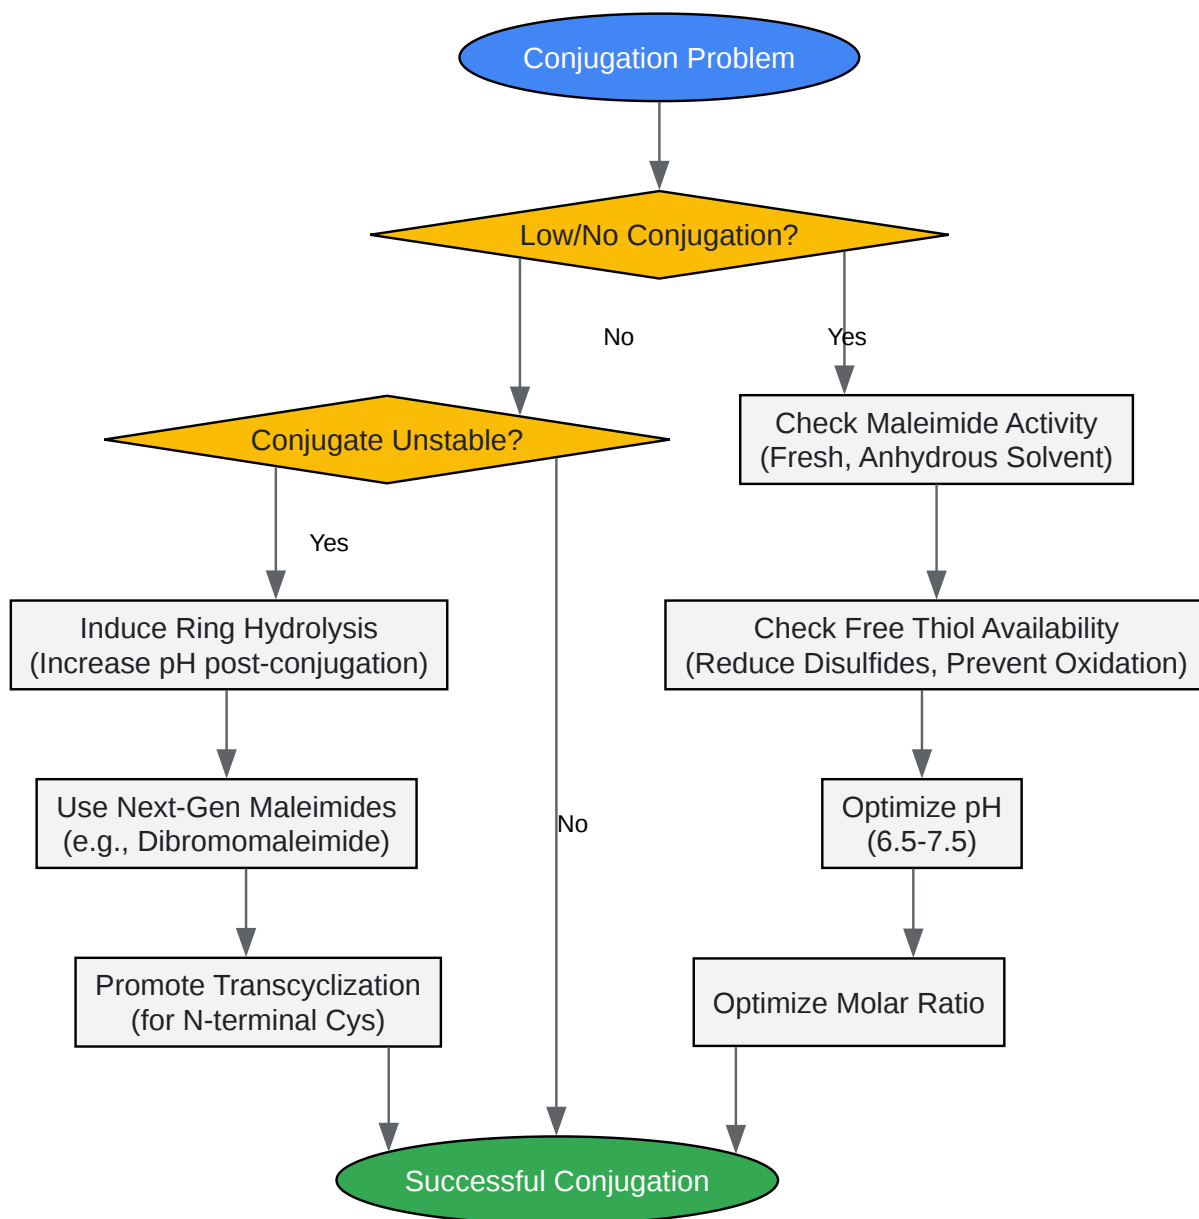 Conjugation Problem
Low/No Conjugation?
No
Yes
Conjugate Unstable?
Check Maleimide Activity
(Fresh, Anhydrous Solvent)
Yes
Induce Ring Hydrolysis
(Increase pH post-conjugation)
Check Free Thiol Availability
(Reduce Disulfides, Prevent Oxidation)
Use Next-Gen Maleimides
(e.g., Dibromomaleimide)
No
Optimize pH
(6.5-7.5)
Promote Transcyclization
(for N-terminal Cys)
Optimize Molar Ratio
Successful Conjugation